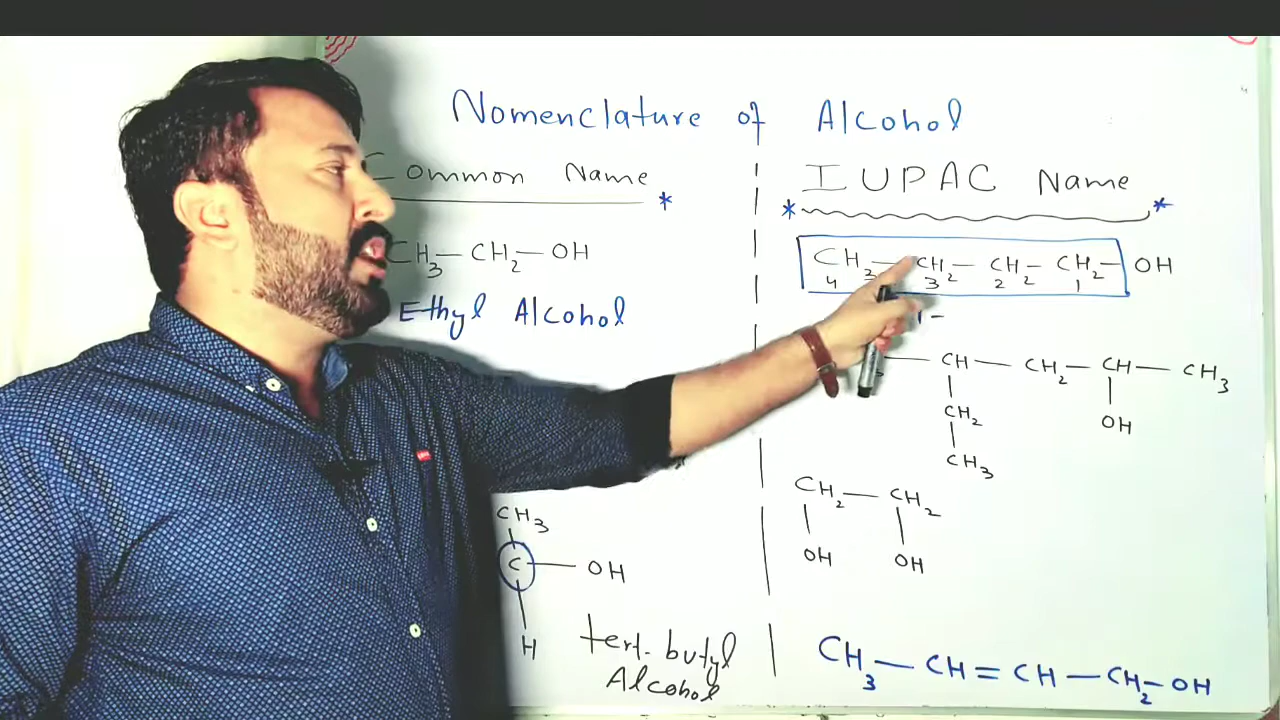 Nomenclature of Alcohol
Common Name *
CH3—CH2—OH
Ethyl Alcohol
CH3
C—OH
H
tert. butyl
Alcohol
IUPAC Name
* *
CH3—CH2—CH2—CH2—OH
4 3 2 1
1-
—CH—CH2—CH—CH3
CH2 OH
CH3
CH2—CH2
OH OH
CH3—CH=CH—CH2—OH